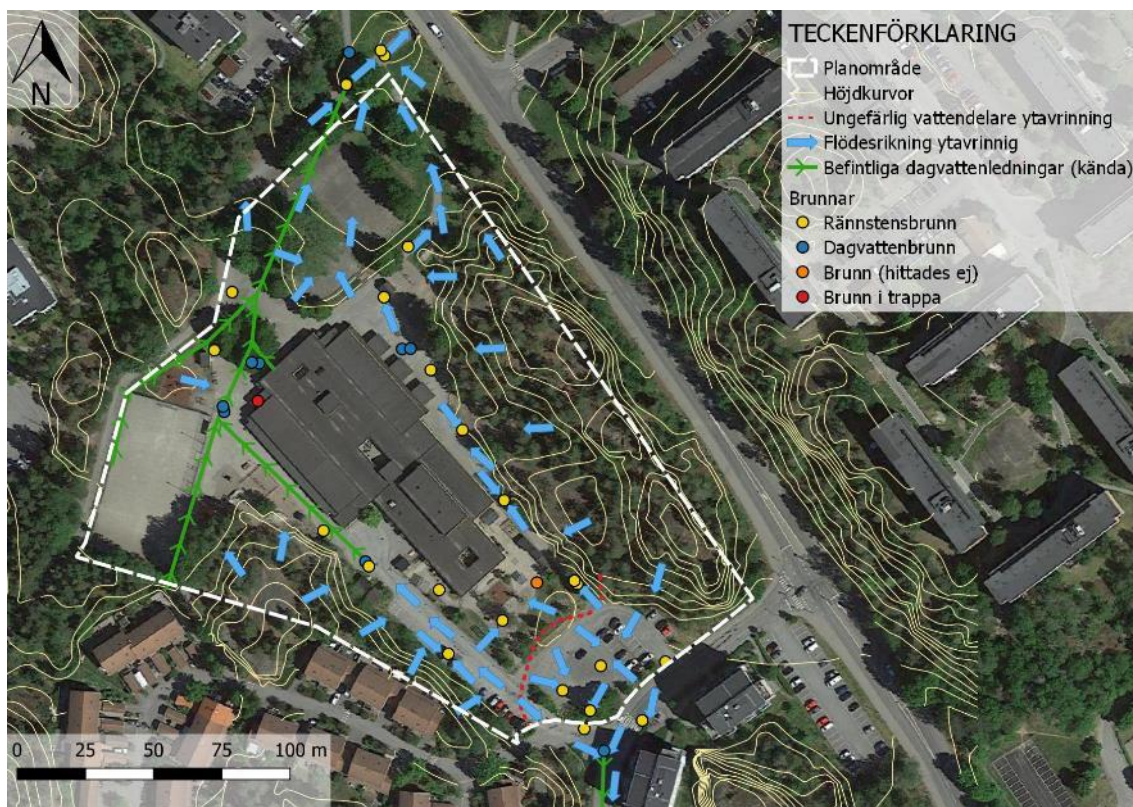 N
TECKENFÖRKLARING
Planområde
Höjdkurvor
Ungefärlig vattendelare ytavrinning
Flödesrikning ytavrinnig
Befintliga dagvattenledningar (kända)
Brunnar
Rännstensbrunn
Dagvattenbrunn
Brunn (hittades ej)
Brunn i trappa
0 25 50 75 100 m